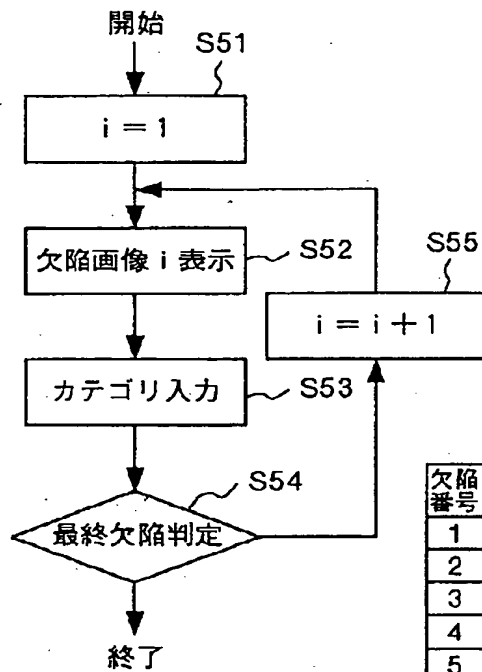 開始
S51
i = 1
欠陥画像 i 表示
S52
S55
i = i + 1
カテゴリ入力
S53
S54
最終欠陥判定
終了
欠陥
番号
1
2
3
4
5